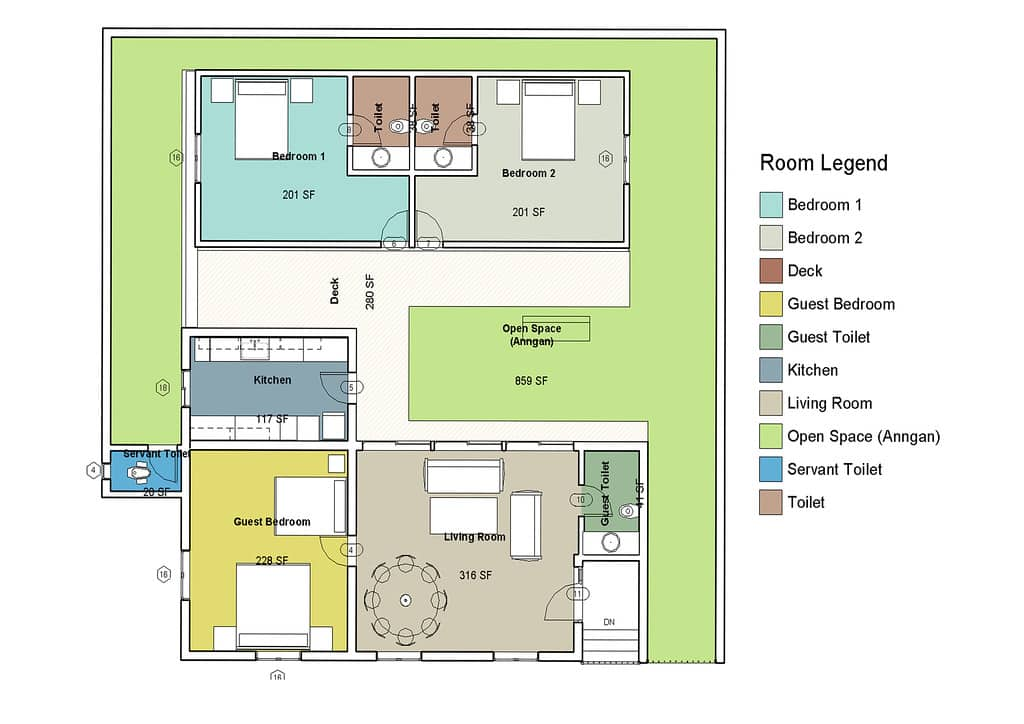 Toilet
38 SF
Toilet
38 SF
8
9
16
Bedroom 1
201 SF
16
Bedroom 2
201 SF
6
7
Deck
280 SF
Open Space
(Anngan)
859 SF
Kitchen
117 SF
18
5
Servant Toilet
20 SF
4
Guest Bedroom
228 SF
4
16
16
Living Room
316 SF
Guest Toilet
41 SF
10
11
DN
Room Legend
Bedroom 1
Bedroom 2
Deck
Guest Bedroom
Guest Toilet
Kitchen
Living Room
Open Space (Anngan)
Servant Toilet
Toilet